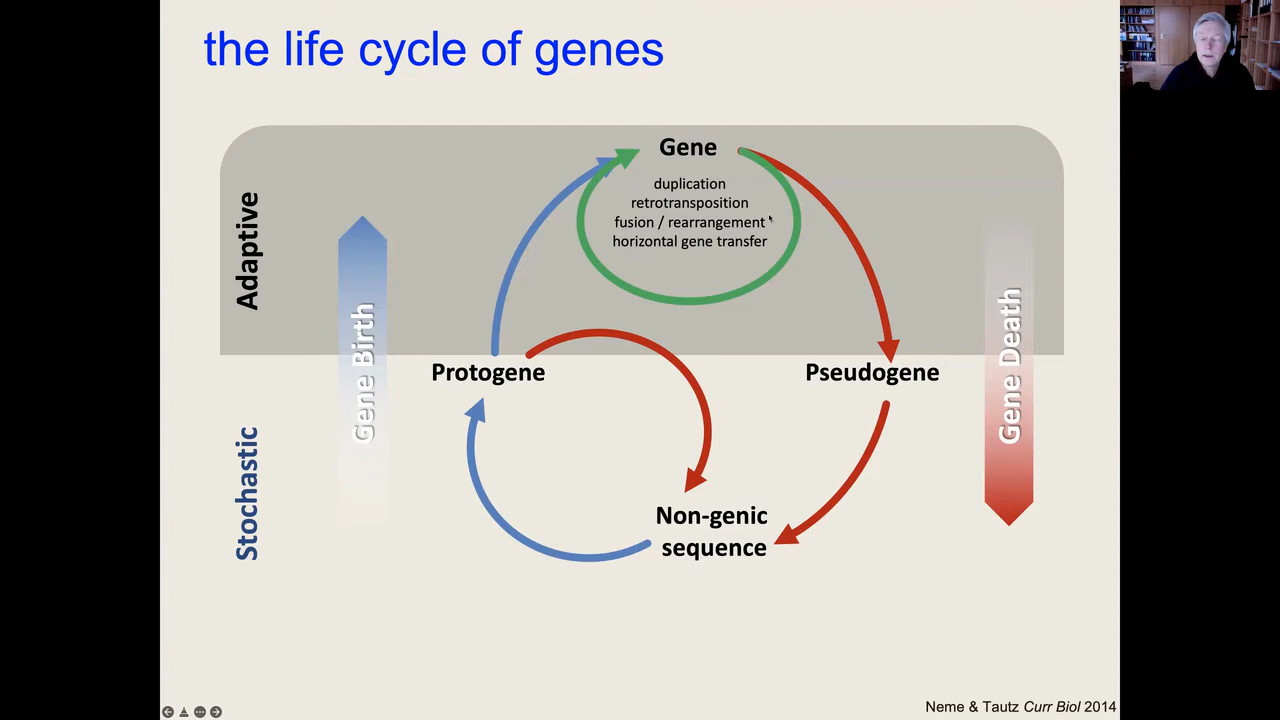 the life cycle of genes
Gene
duplication
retrotransposition
fusion / rearrangement
horizontal gene transfer
Adaptive
Gene Birth
Gene Death
Protogene
Pseudogene
Stochastic
Non-genic
sequence
Neme & Tautz Curr Biol 2014